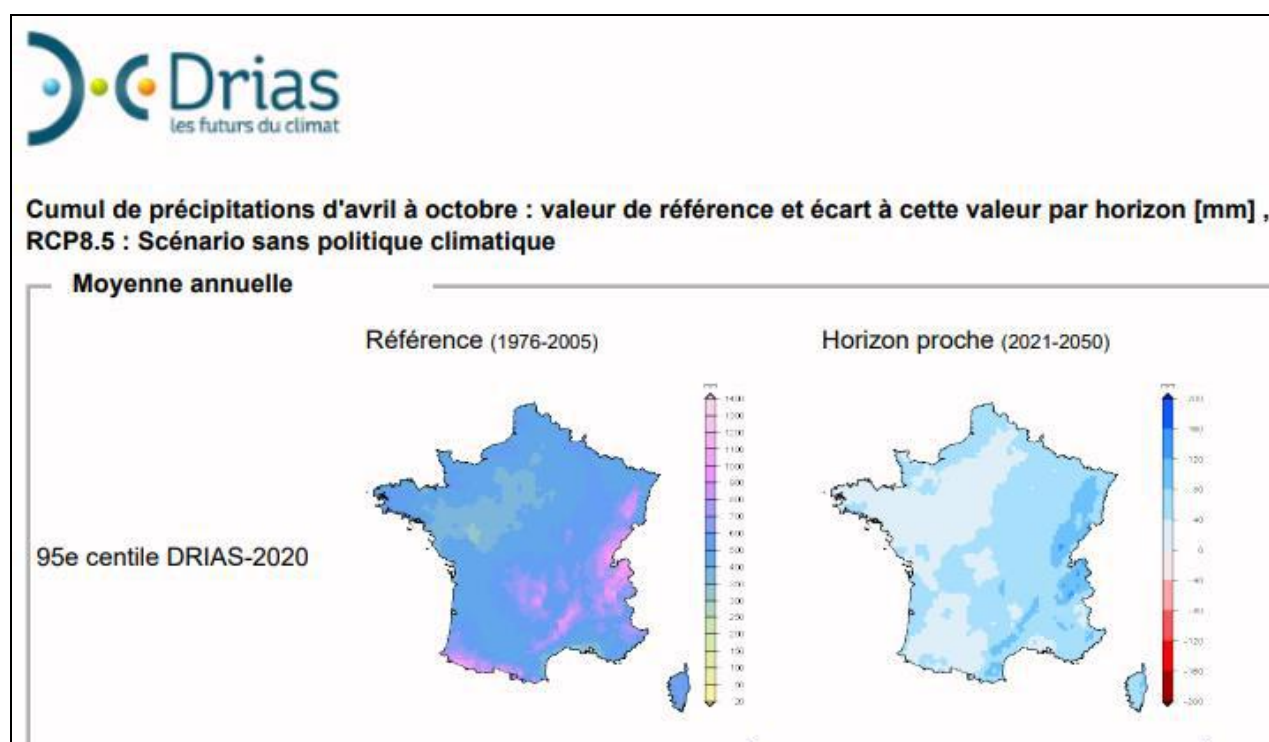 Drias
les futurs du climat
Cumul de précipitations d'avril à octobre : valeur de référence et écart à cette valeur par horizon [mm] ,
RCP8.5 : Scénario sans politique climatique
Moyenne annuelle
Référence (1976-2005)
Horizon proche (2021-2050)
95e centile DRIAS-2020